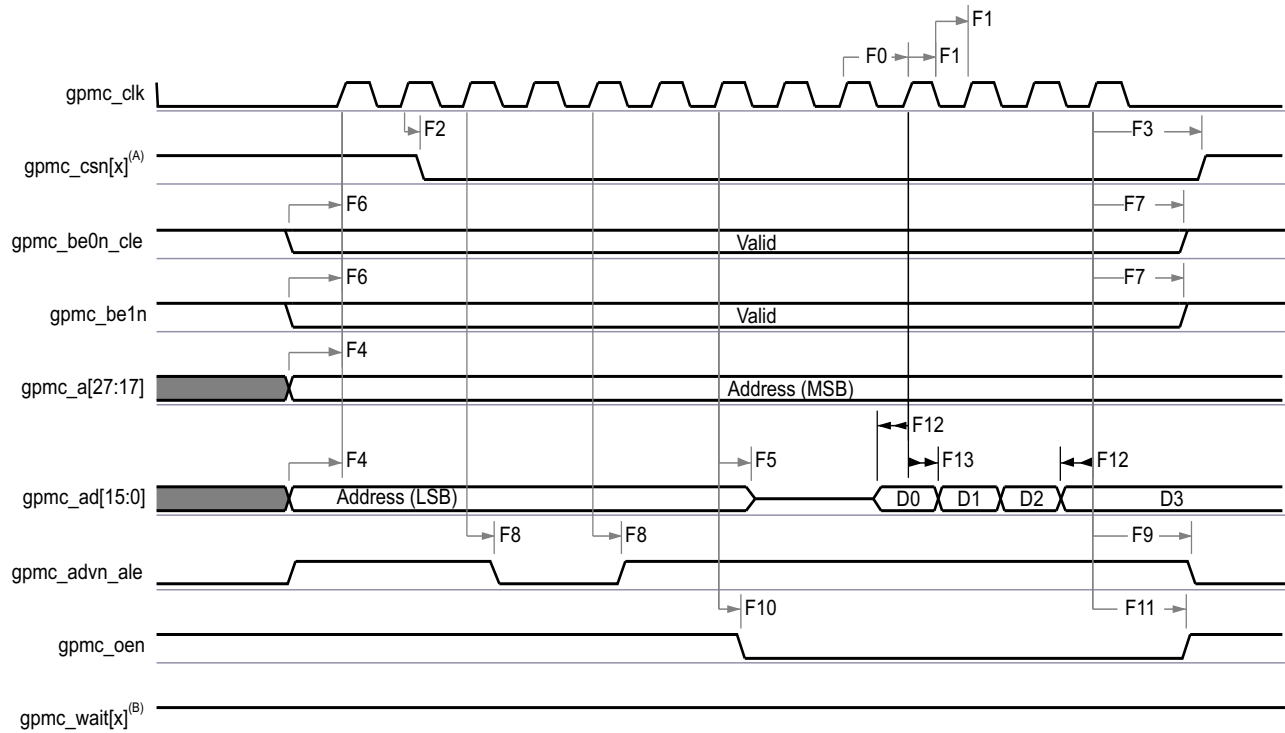 F1
F0 F1
gpmc_clk
F2 F3
gpmc_csn[x](A)
F6 F7
gpmc_be0n_cle Valid
F6 F7
gpmc_be1n Valid
F4
gpmc_a[27:17] Address (MSB)
F12
F4 F5 F13 F12
gpmc_ad[15:0] Address (LSB) D0 D1 D2 D3
F8 F8 F9
gpmc_advn_ale
F10 F11
gpmc_oen
gpmc_wait[x](B)